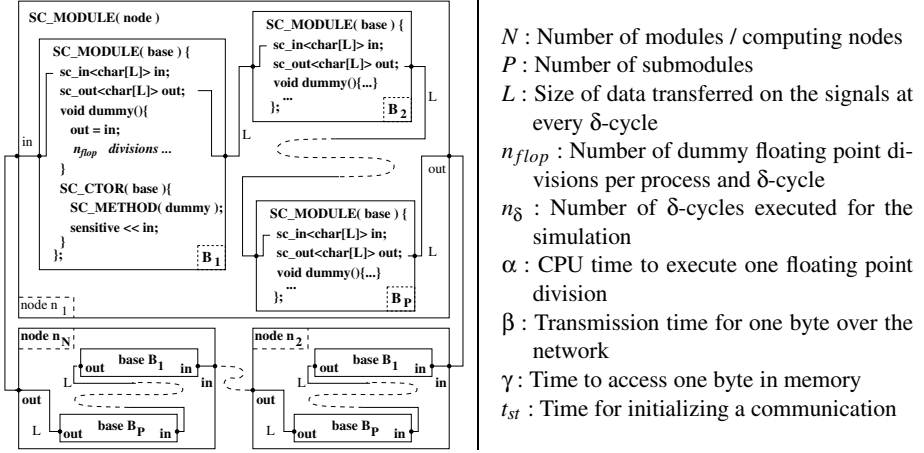 SC_MODULE( node )
SC_MODULE( base ) {
sc_in<char[L]> in;
sc_out<char[L]> out;
void dummy(){
out = in;
n_flop divisions ...
}
SC_CTOR( base ){
SC_METHOD( dummy );
sensitive << in;
}
};
B_1
in
L
SC_MODULE( base ) {
sc_in<char[L]> in;
sc_out<char[L]> out;
void dummy(){...}
...
};
B_2
L
out
SC_MODULE( base ) {
sc_in<char[L]> in;
sc_out<char[L]> out;
void dummy(){...}
...
};
B_P
L
node n_1
node n_N
base B_1
out
in
in
L
out
L
base B_P
out
in
node n_2
base B_1
out
in
in
L
out
L
base B_P
out
in
N : Number of modules / computing nodes
P : Number of submodules
L : Size of data transferred on the signals at
every δ-cycle
n_flop : Number of dummy floating point di-
visions per process and δ-cycle
n_δ : Number of δ-cycles executed for the
simulation
α : CPU time to execute one floating point
division
β : Transmission time for one byte over the
network
γ : Time to access one byte in memory
t_st : Time for initializing a communication